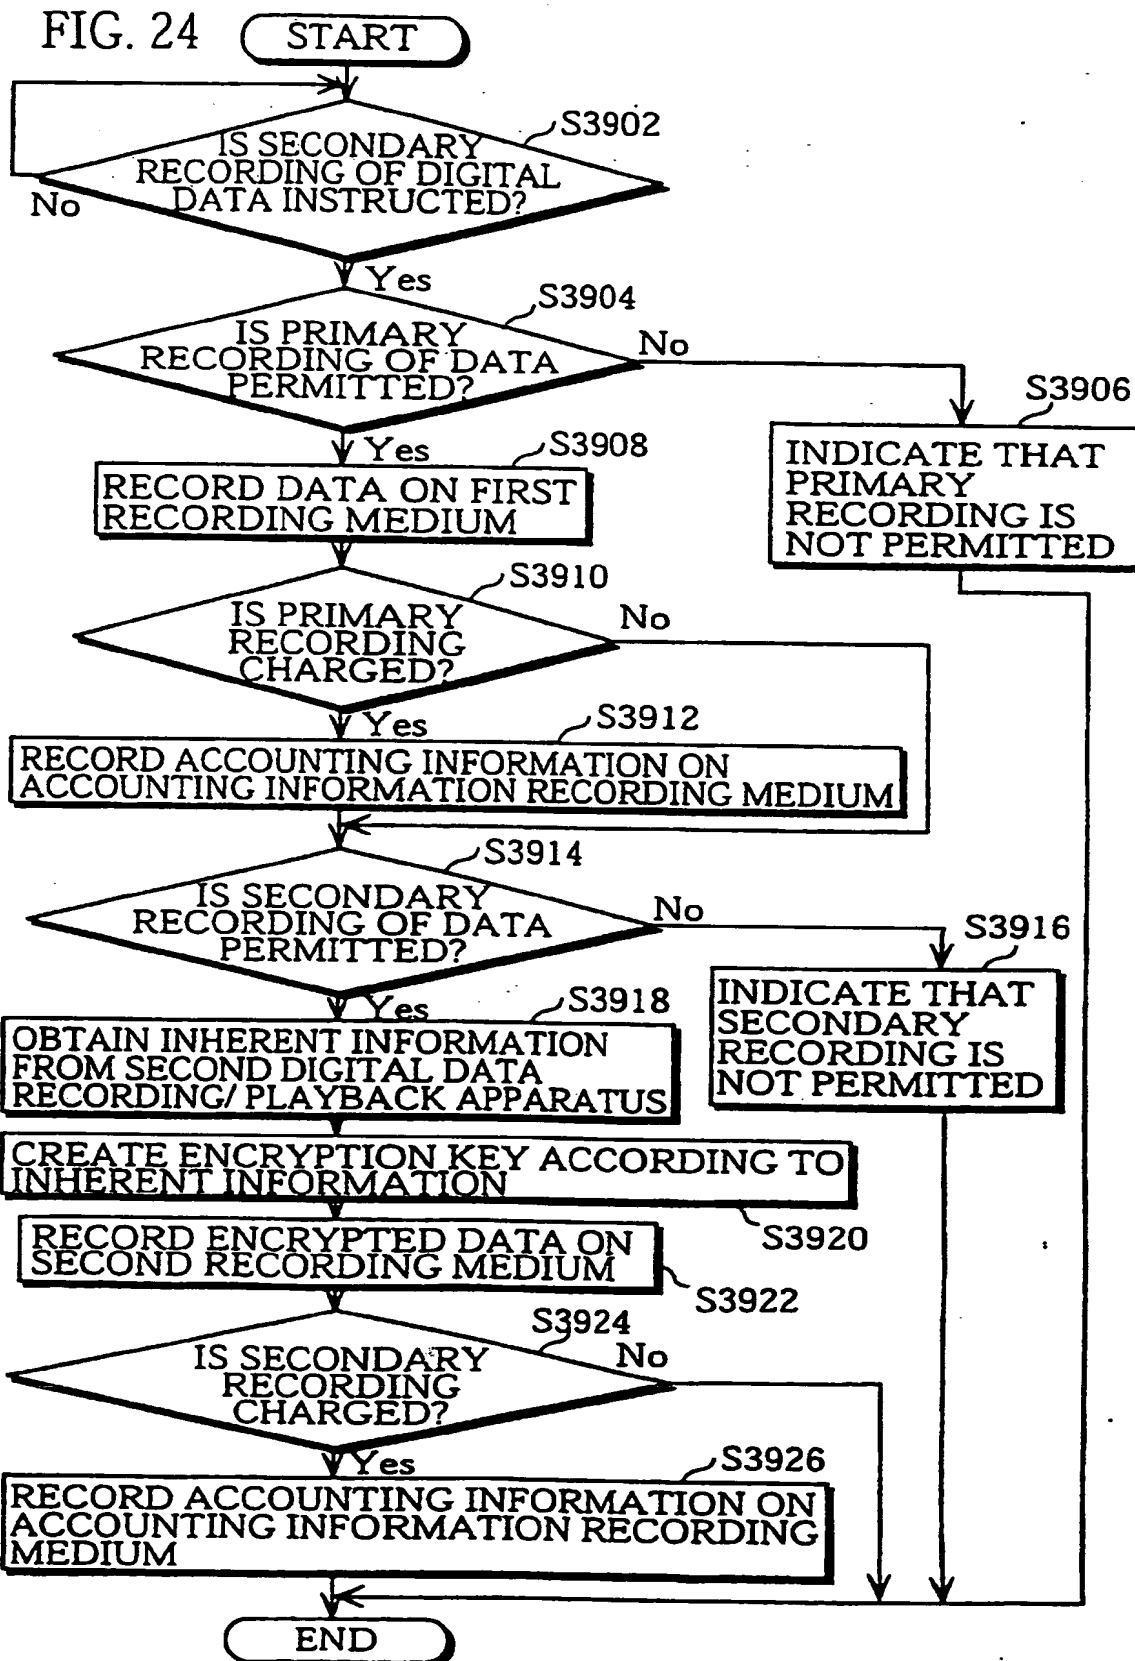 FIG. 24
START
S3902
IS SECONDARY
RECORDING OF DIGITAL
DATA INSTRUCTED?
No
Yes
S3904
IS PRIMARY
RECORDING OF DATA
PERMITTED?
No
S3906
INDICATE THAT
PRIMARY
RECORDING IS
NOT PERMITTED
Yes
S3908
RECORD DATA ON FIRST
RECORDING MEDIUM
S3910
IS PRIMARY
RECORDING
CHARGED?
No
Yes
S3912
RECORD ACCOUNTING INFORMATION ON
ACCOUNTING INFORMATION RECORDING MEDIUM
S3914
IS SECONDARY
RECORDING OF DATA
PERMITTED?
No
S3916
INDICATE THAT
SECONDARY
RECORDING IS
NOT PERMITTED
Yes
S3918
OBTAIN INHERENT INFORMATION
FROM SECOND DIGITAL DATA
RECORDING/ PLAYBACK APPARATUS
CREATE ENCRYPTION KEY ACCORDING TO
INHERENT INFORMATION
S3920
RECORD ENCRYPTED DATA ON
SECOND RECORDING MEDIUM
S3922
S3924
IS SECONDARY
RECORDING
CHARGED?
No
Yes
S3926
RECORD ACCOUNTING INFORMATION ON
ACCOUNTING INFORMATION RECORDING
MEDIUM
END